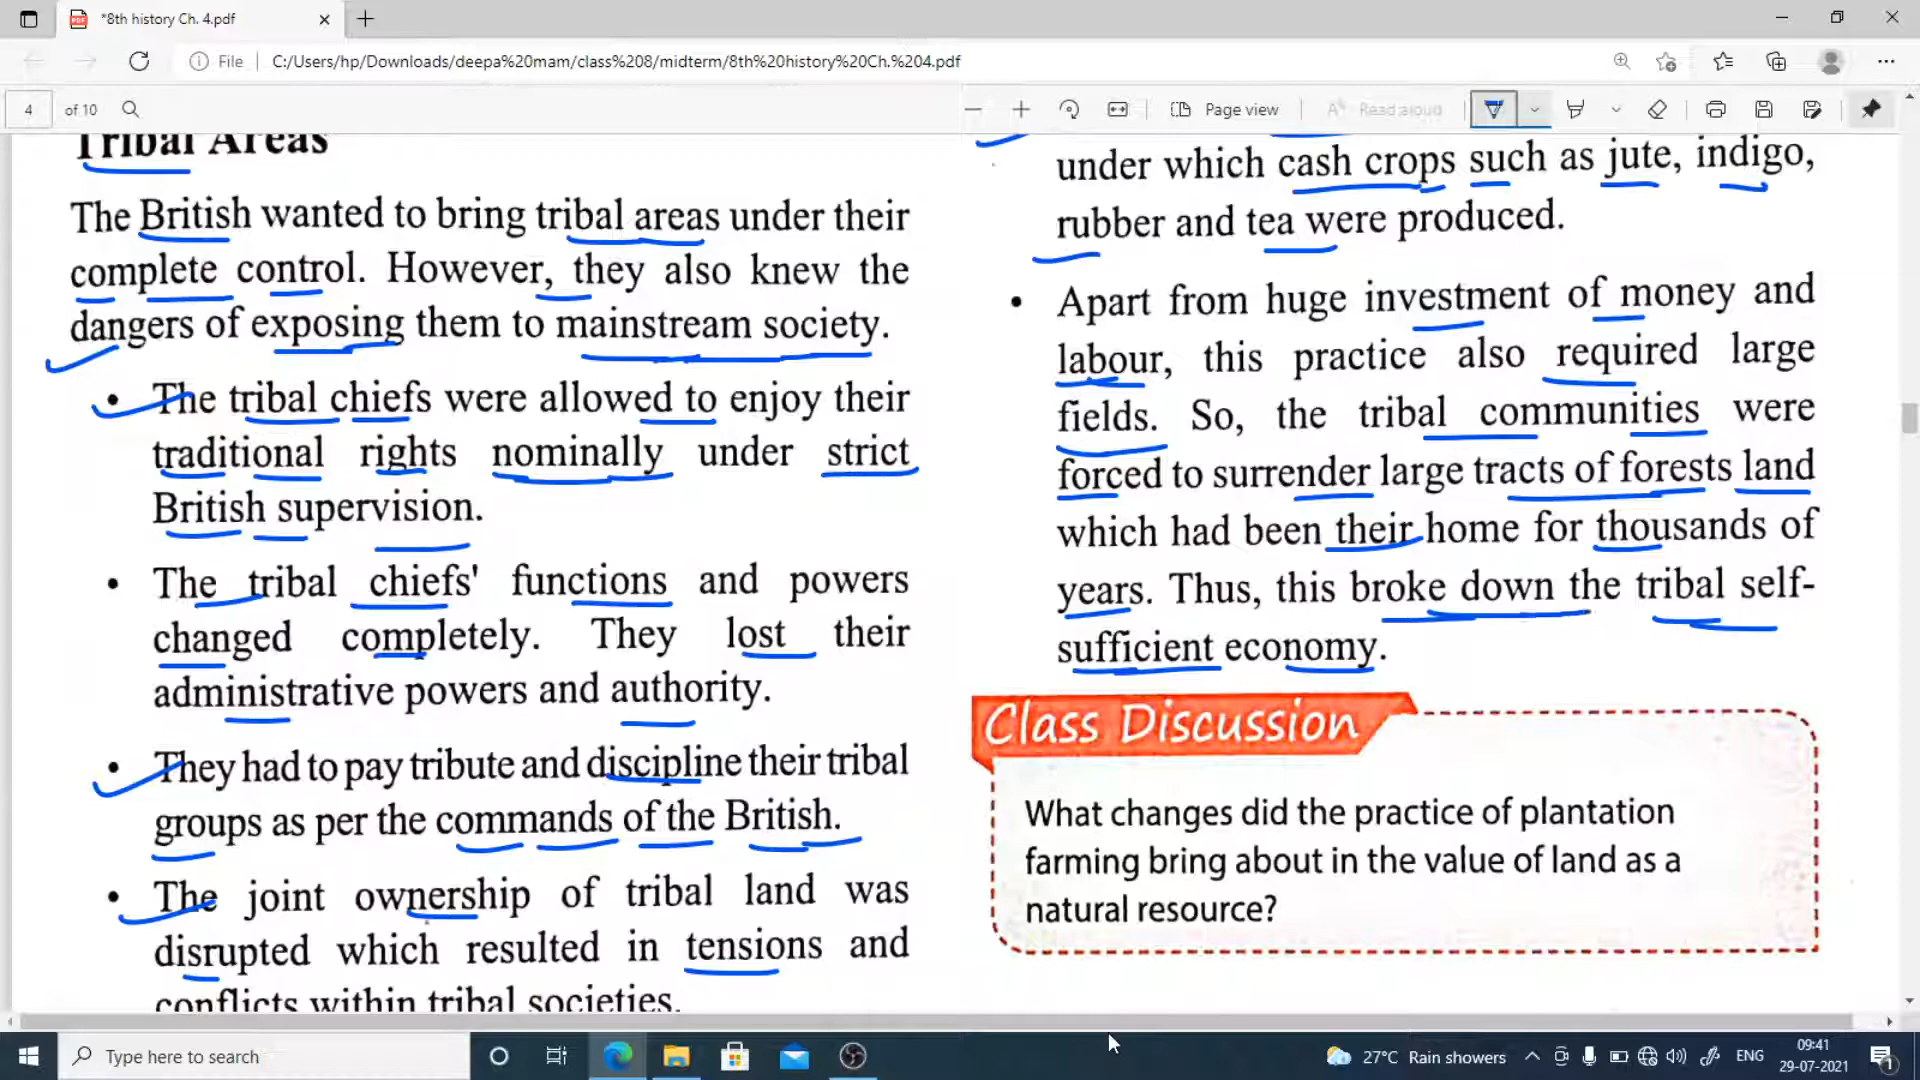 *8th history Ch. 4.pdf
File
C:/Users/hp/Downloads/deepa%20mam/class%208/midterm/8th%20history%20Ch.%204.pdf
4 of 10
Page view
Read aloud
Tribal Areas
The British wanted to bring tribal areas under their
complete control. However, they also knew the
dangers of exposing them to mainstream society.
• The tribal chiefs were allowed to enjoy their
traditional rights nominally under strict
British supervision.
• The tribal chiefs' functions and powers
changed completely. They lost their
administrative powers and authority.
• They had to pay tribute and discipline their tribal
groups as per the commands of the British.
• The joint ownership of tribal land was
disrupted which resulted in tensions and
conflicts within tribal societies.
under which cash crops such as jute, indigo,
rubber and tea were produced.
• Apart from huge investment of money and
labour, this practice also required large
fields. So, the tribal communities were
forced to surrender large tracts of forests land
which had been their home for thousands of
years. Thus, this broke down the tribal self-
sufficient economy.
Class Discussion
What changes did the practice of plantation
farming bring about in the value of land as a
natural resource?
Type here to search
27°C Rain showers
ENG
09:41
29-07-2021
1